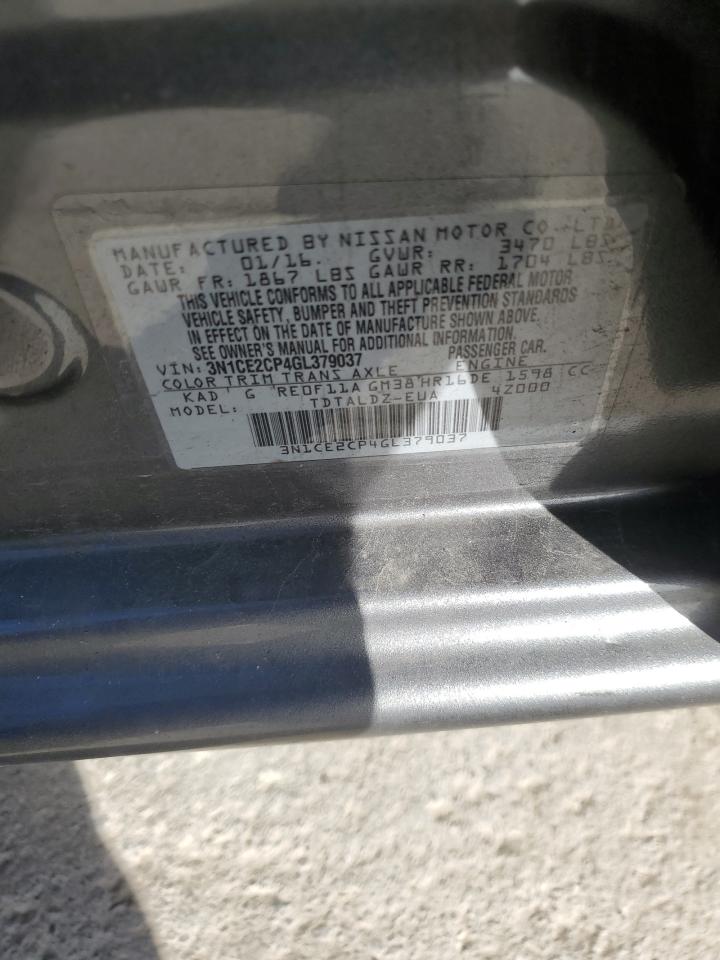 MANUFACTURED BY NISSAN MOTOR CO., LTD.
DATE: 01/16. GVWR: 3470 LBS
GAWR FR: 1867 LBS GAWR RR: 1704 LBS
THIS VEHICLE CONFORMS TO ALL APPLICABLE FEDERAL MOTOR
VEHICLE SAFETY, BUMPER AND THEFT PREVENTION STANDARDS
IN EFFECT ON THE DATE OF MANUFACTURE SHOWN ABOVE.
SEE OWNER'S MANUAL FOR ADDITIONAL INFORMATION.
VIN: 3N1CE2CP4GL379037 PASSENGER CAR.
COLOR TRIM TRANS AXLE ENGINE
KAD G RE0F11A GM38 HR16DE 1598 CC
MODEL: TDTALDZ-EUA 4Z000
3N1CE2CP4GL379037